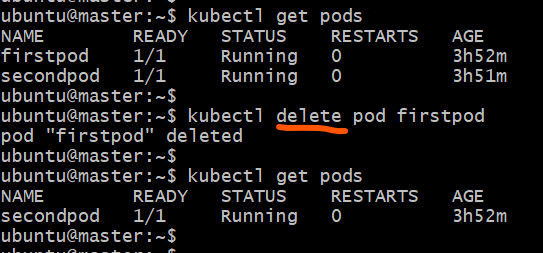 ubuntu@master:~$ kubectl get pods
NAME READY STATUS RESTARTS AGE
firstpod 1/1 Running 0 3h52m
secondpod 1/1 Running 0 3h51m
ubuntu@master:~$
ubuntu@master:~$ kubectl delete pod firstpod
pod "firstpod" deleted
ubuntu@master:~$
ubuntu@master:~$ kubectl get pods
NAME READY STATUS RESTARTS AGE
secondpod 1/1 Running 0 3h52m
ubuntu@master:~$